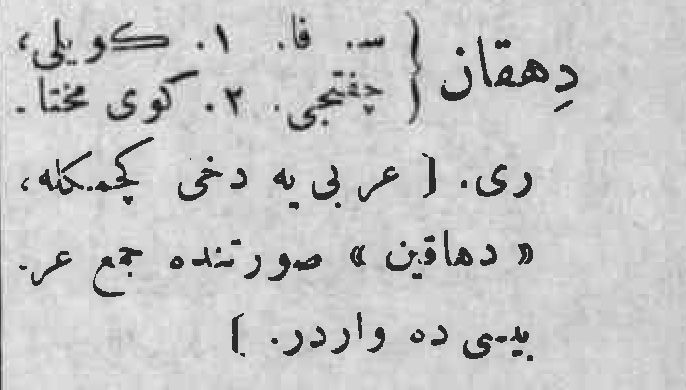 دِهقان { س. فا. ۱. کویلی،
چفتجی. ۲. کوی مختا-
ری. [ عربی یه دخی کچمکله،
« دهاقین » صورتنده جمع عر-
بیسی ده واردر. ]